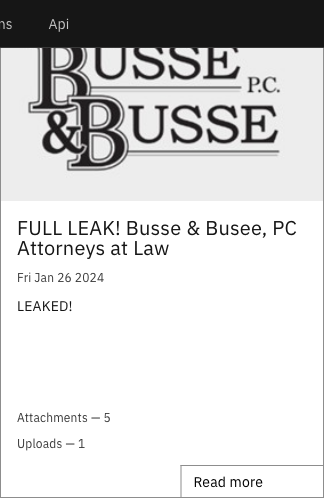 ns Api
BUSSE
P.C.
& BUSSE
FULL LEAK! Busse & Busee, PC
Attorneys at Law
Fri Jan 26 2024
LEAKED!
Attachments — 5
Uploads — 1
Read more